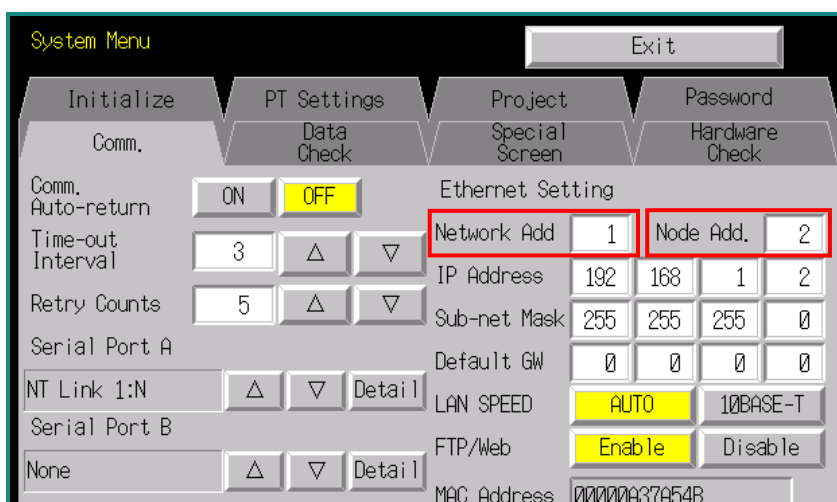 System Menu
Exit
Initialize
PT Settings
Project
Password
Comm.
Data
Check
Special
Screen
Hardware
Check
Comm.
Auto-return
ON
OFF
Time-out
Interval
3
△
▽
Retry Counts
5
△
▽
Serial Port A
NT Link 1:N
△
▽
Detail
Serial Port B
None
△
▽
Detail
Ethernet Setting
Network Add
1
Node Add.
2
IP Address
192
168
1
2
Sub-net Mask
255
255
255
0
Default GW
0
0
0
0
LAN SPEED
AUTO
10BASE-T
FTP/Web
Enable
Disable
MAC Address
00000A37A54B